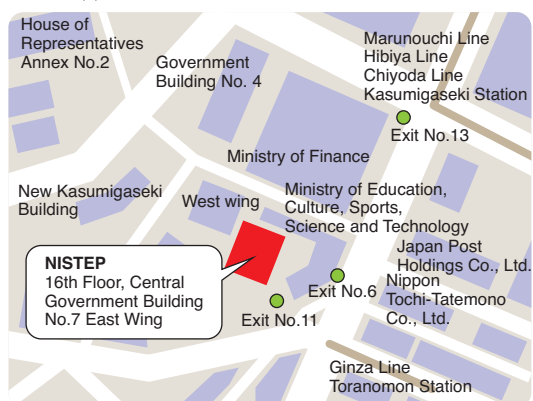 House of
Representatives
Annex No.2
Government
Building No. 4
Marunouchi Line
Hibiya Line
Chiyoda Line
Kasumigaseki Station
Exit No.13
Ministry of Finance
New Kasumigaseki
Building
West wing
Ministry of Education,
Culture, Sports,
Science and Technology
Japan Post
Holdings Co., Ltd.
NISTEP
16th Floor, Central
Government Building
No.7 East Wing
Exit No.6
Nippon
Tochi-Tatemono
Co., Ltd.
Exit No.11
Ginza Line
Toranomon Station